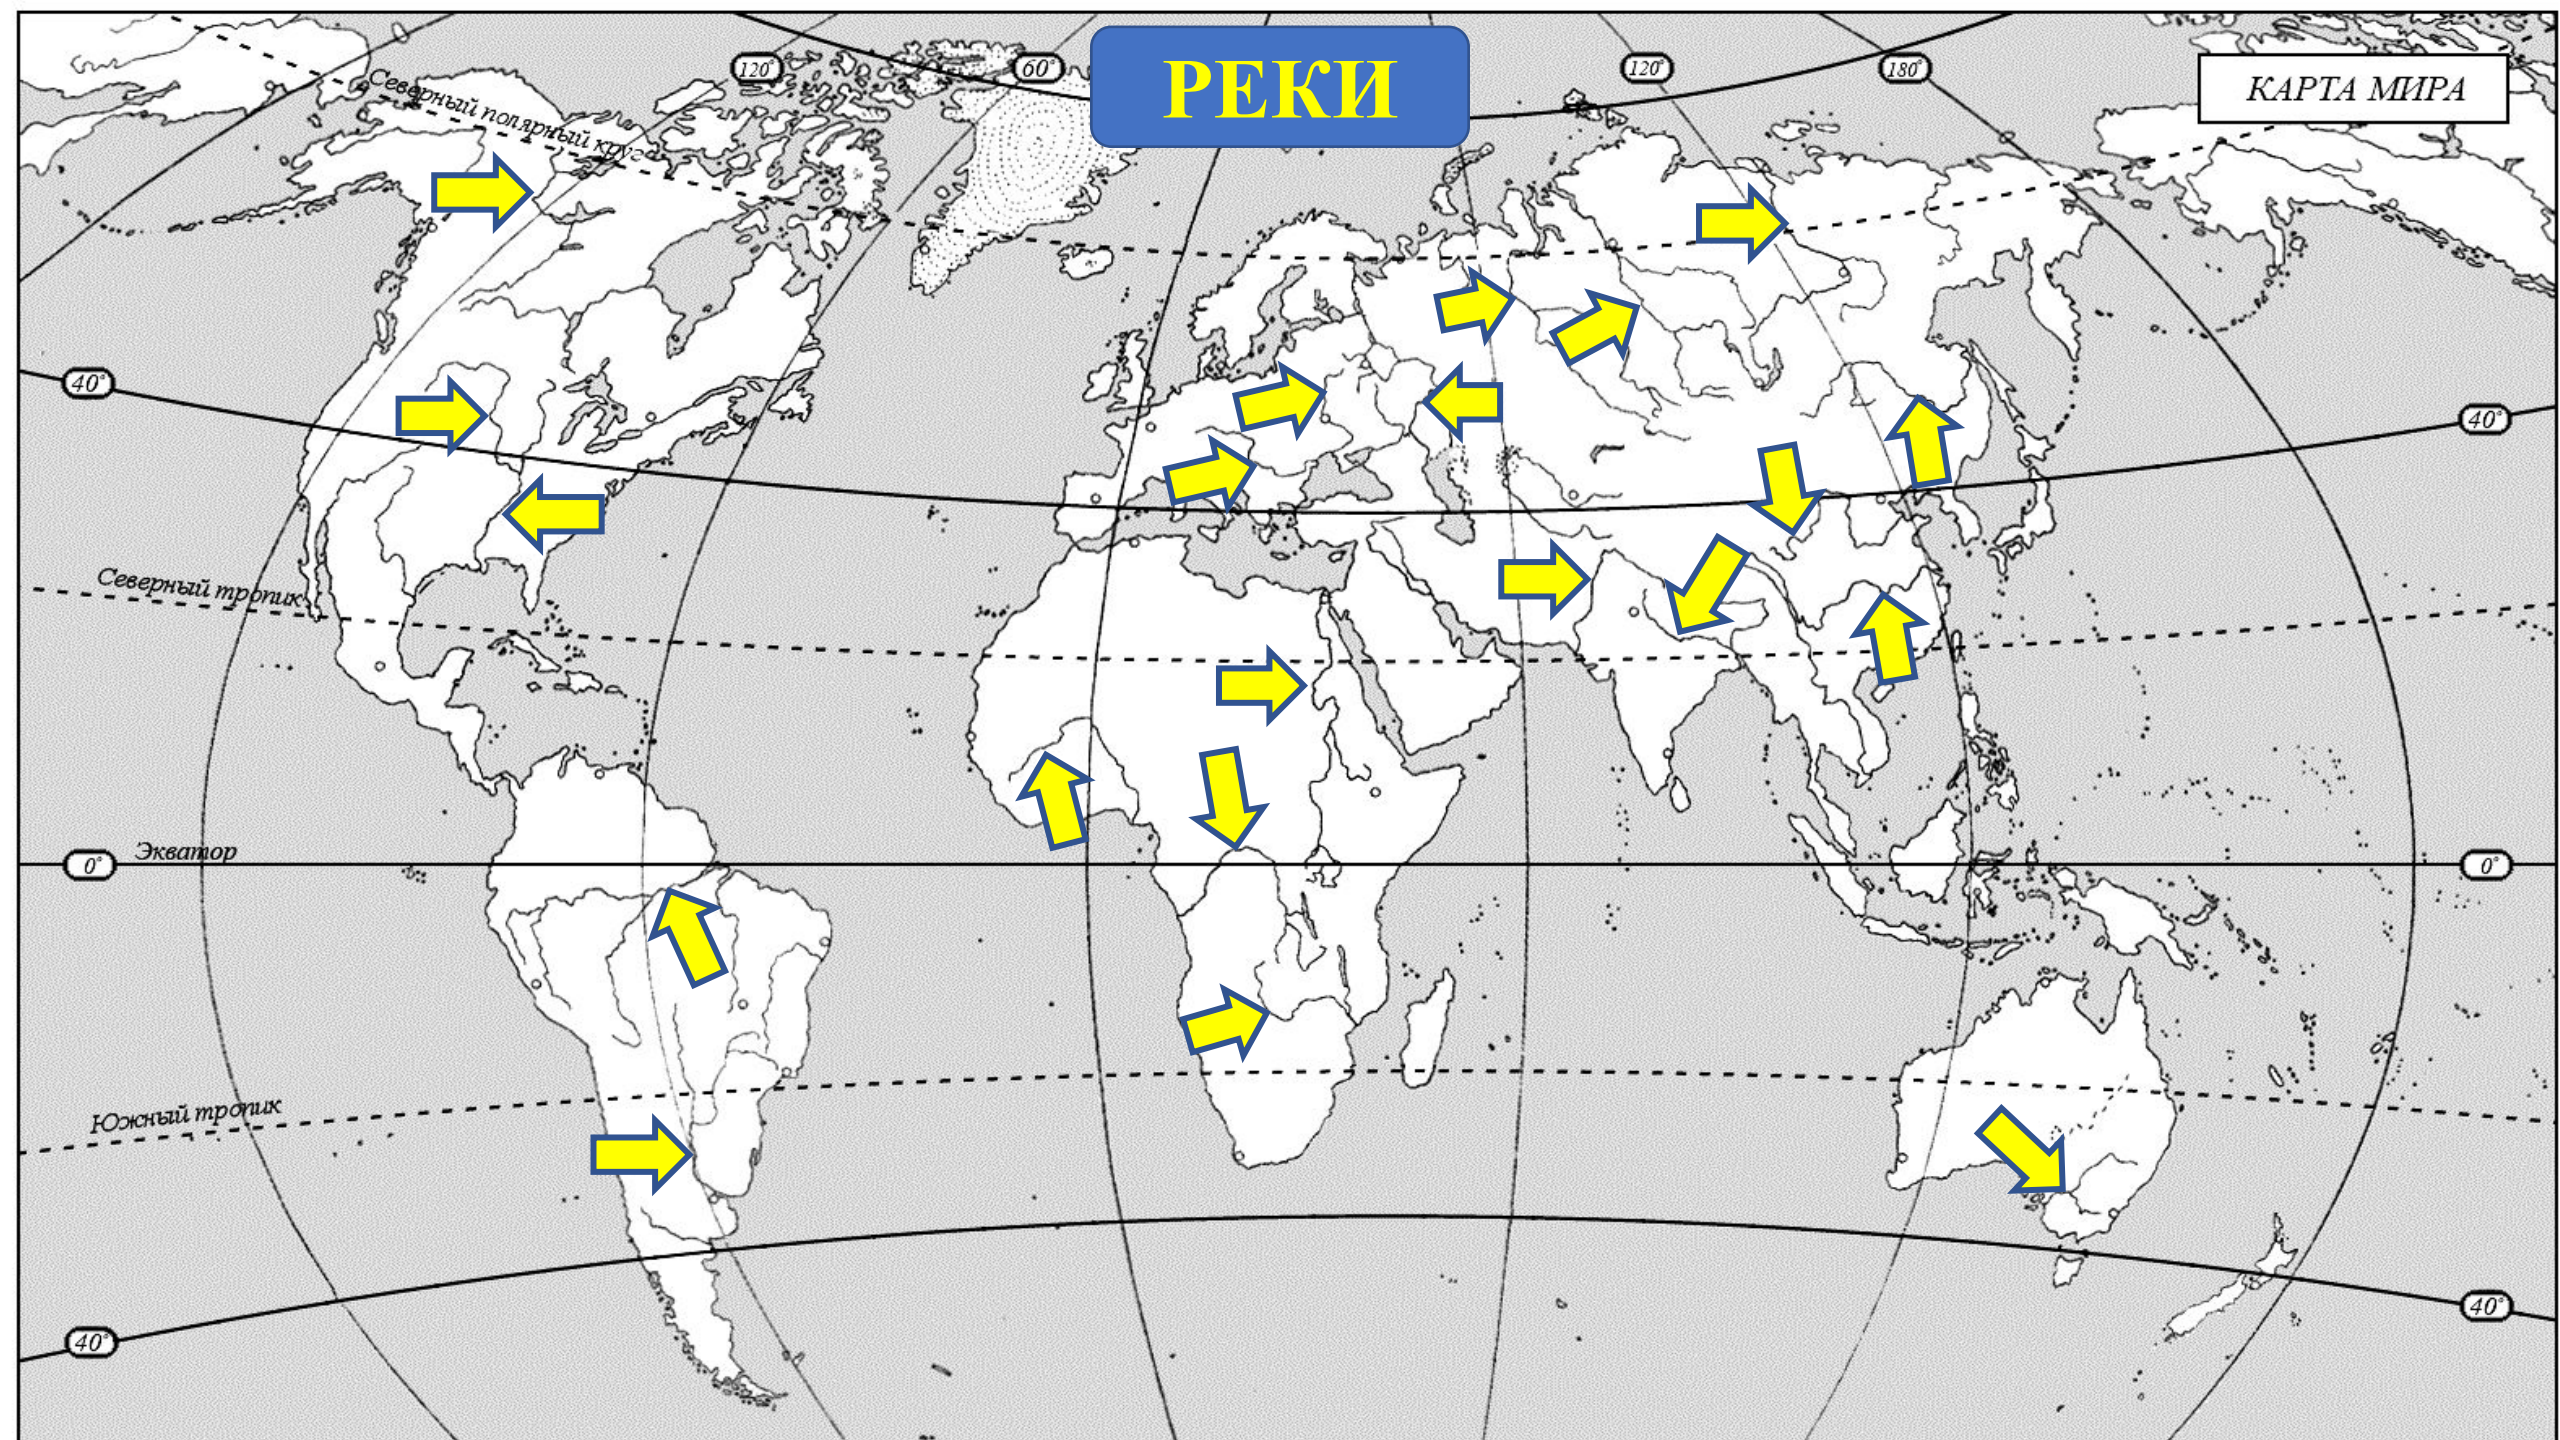 РЕКИ
КАРТА МИРА
120°
60°
120°
180°
Северный полярный круг
40°
40°
Северный тропик
Экватор
0°
0°
Южный тропик
40°
40°